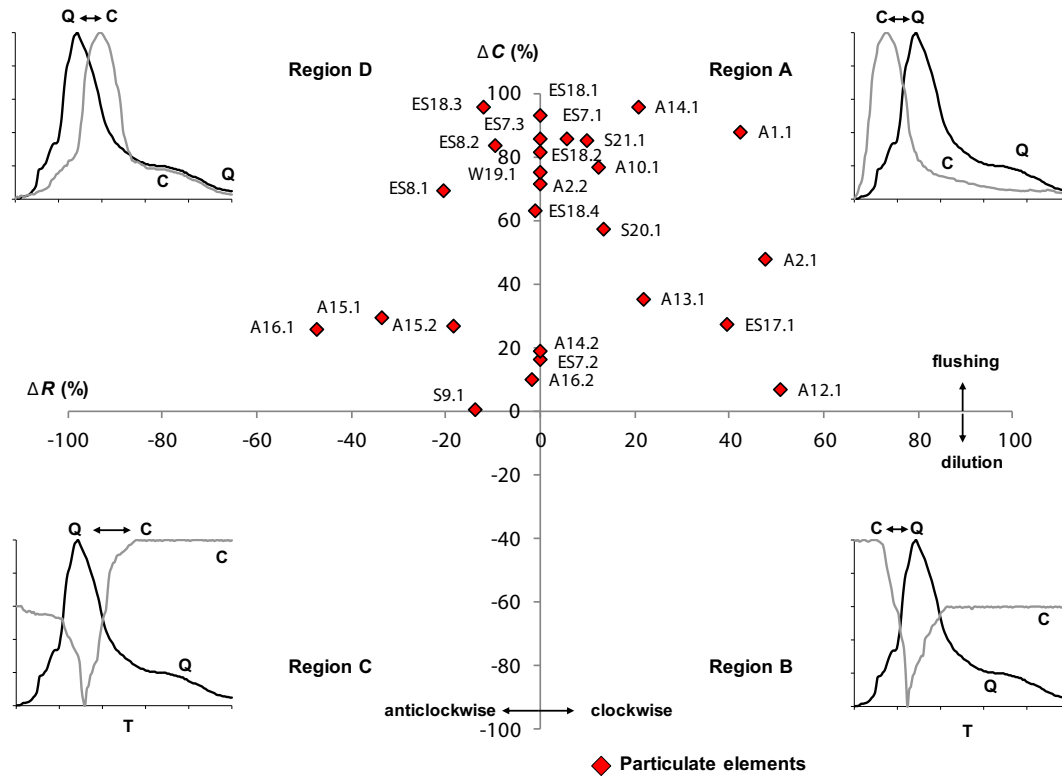 Q C
C Q
Δ C (%)
Region D
Region A
100
ES18.1
ES18.3
ES7.1
A14.1
ES7.3
A1.1
ES8.2
S21.1
80
ES18.2
W19.1
A10.1
C
Q
C
Q
ES8.1
A2.2
60
ES18.4
S20.1
A2.1
40
A15.1
A13.1
A16.1
A15.2
ES17.1
20
A14.2
ES7.2
flushing
Δ R (%)
S9.1
A16.2
A12.1
0
-100 -80 -60 -40 -20 0 20 40 60 80 100
dilution
-20
-40
Q C
C Q
C
-60
C
Q
Region C
-80
Region B
Q
anticlockwise clockwise
T
-100
T
Particulate elements